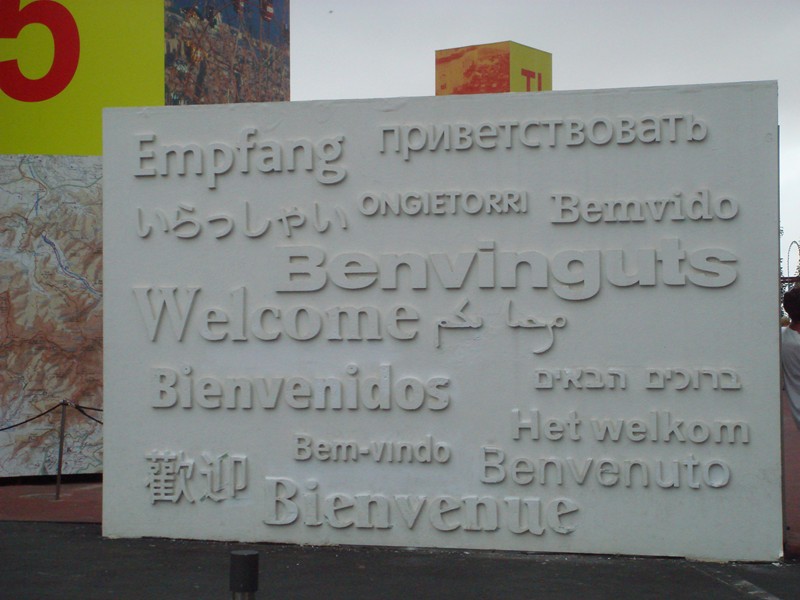 5
Empfang
приветствовать
いらっしゃい
ONGIETORRI
Bemvido
Benvinguts
Welcome
مرحبا بكم
Bienvenidos
ברוכים הבאים
Het welkom
Bem-vindo
Benvenuto
歡迎
Bienvenue